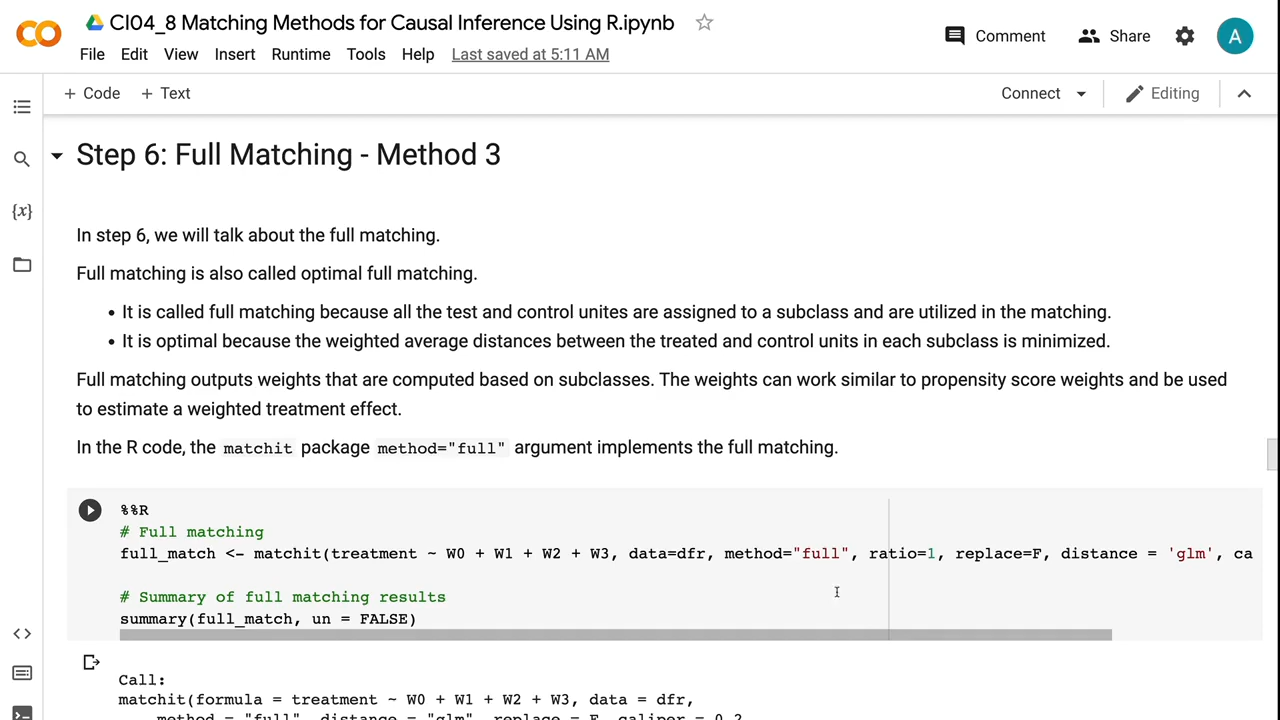 CI04_8 Matching Methods for Causal Inference Using R.ipynb
File Edit View Insert Runtime Tools Help Last saved at 5:11 AM
Comment Share A
+ Code + Text Connect Editing
Step 6: Full Matching - Method 3
{x}
In step 6, we will talk about the full matching.
Full matching is also called optimal full matching.
• It is called full matching because all the test and control unites are assigned to a subclass and are utilized in the matching.
• It is optimal because the weighted average distances between the treated and control units in each subclass is minimized.
Full matching outputs weights that are computed based on subclasses. The weights can work similar to propensity score weights and be used
to estimate a weighted treatment effect.
In the R code, the matchit package method="full" argument implements the full matching.
%%R
# Full matching
full_match <- matchit(treatment ~ W0 + W1 + W2 + W3, data=dfr, method="full", ratio=1, replace=F, distance = 'glm', ca
# Summary of full matching results
summary(full_match, un = FALSE)
Call:
matchit(formula = treatment ~ W0 + W1 + W2 + W3, data = dfr,
method = "full", distance = "glm", replace = F, caliper = 0.2